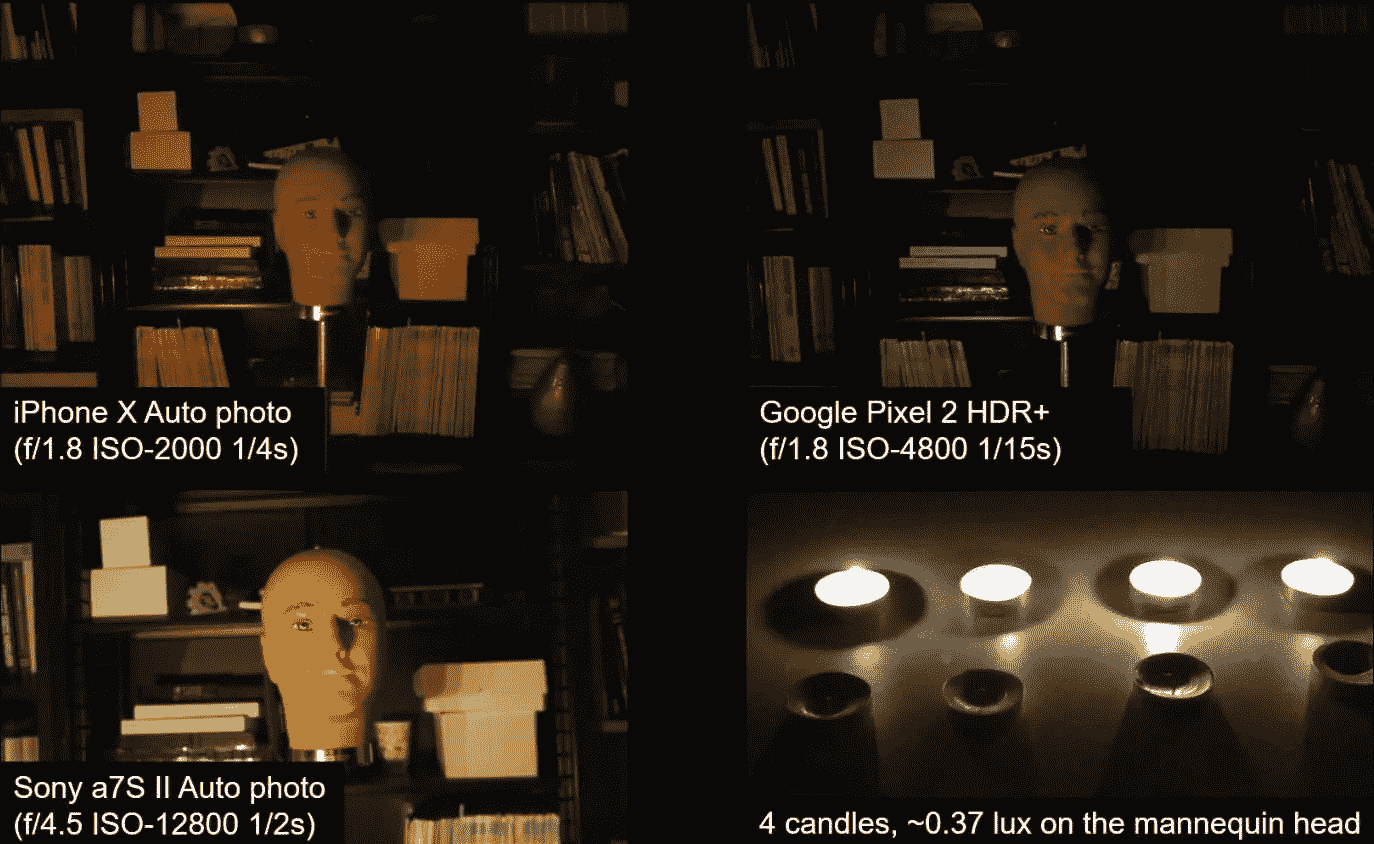 iPhone X Auto photo
(f/1.8 ISO-2000 1/4s)
Google Pixel 2 HDR+
(f/1.8 ISO-4800 1/15s)
Sony a7S II Auto photo
(f/4.5 ISO-12800 1/2s)
4 candles, ~0.37 lux on the mannequin head